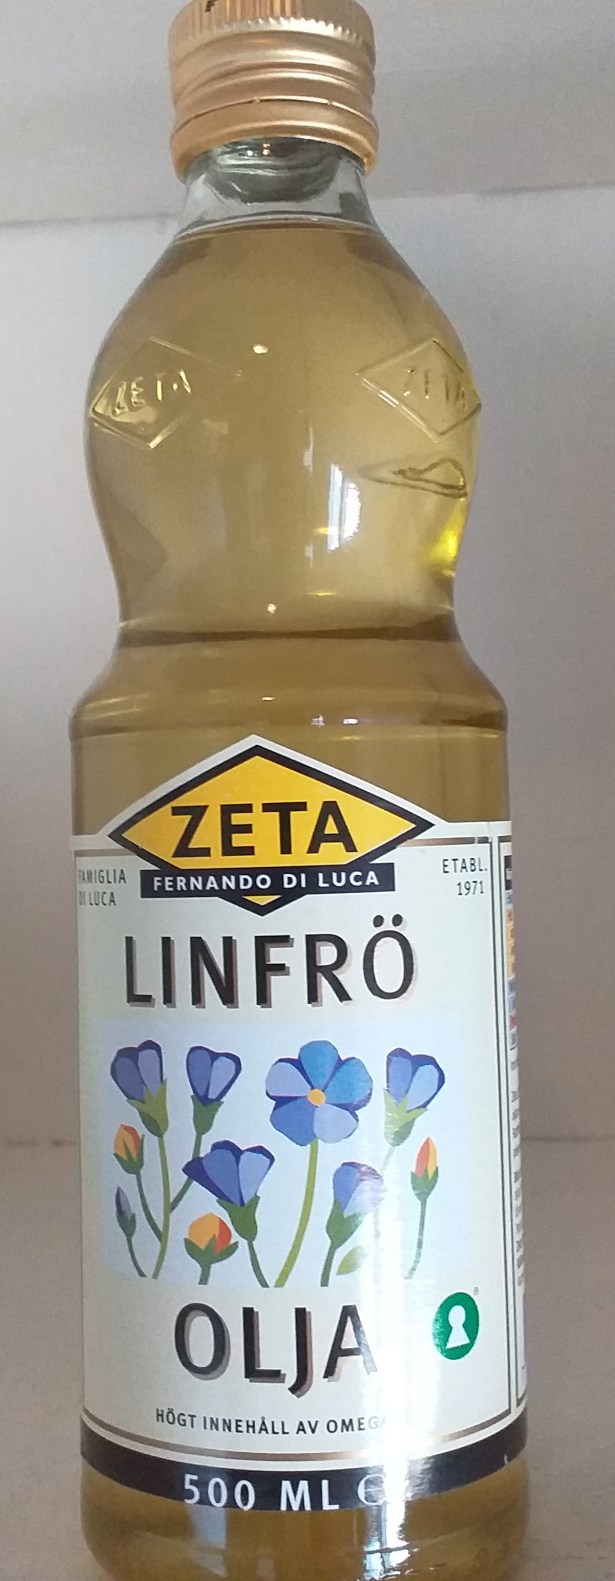 ZETA
ZETA
ZETA
FERNANDO DI LUCA
FAMIGLIA
DI LUCA
ETABL.
1971
LINFRÖ
OLJA
HÖGT INNEHÅLL AV OMEGA
500 ML